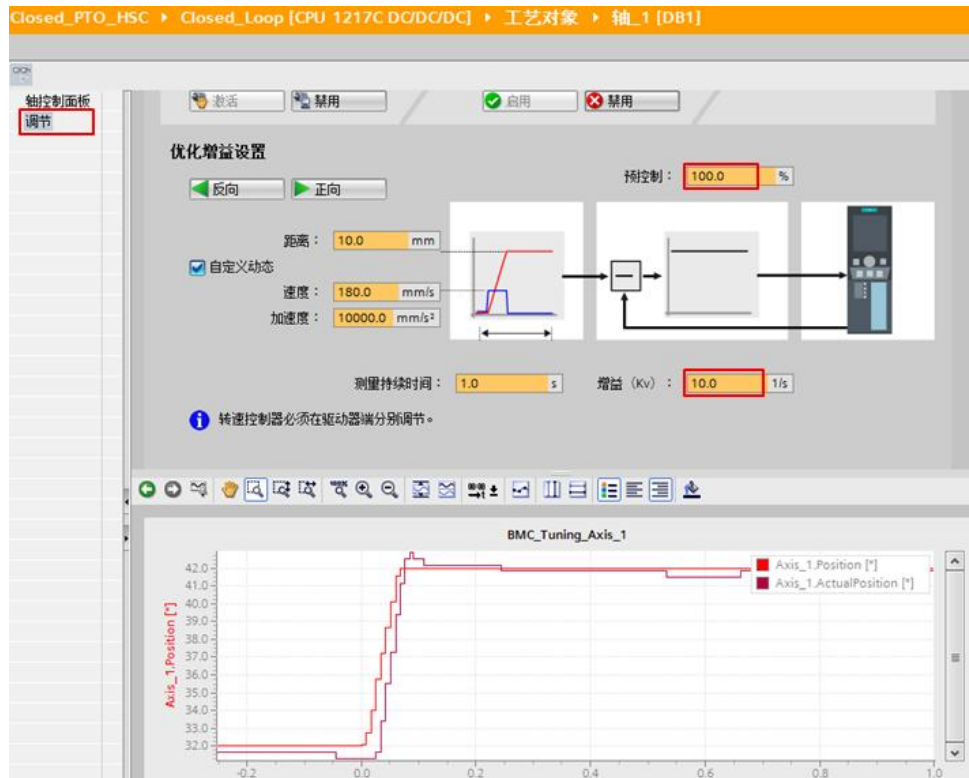 Closed_PTO_HSC ▸ Closed_Loop [CPU 1217C DC/DC/DC] ▸ 工艺对象 ▸ 轴_1 [DB1]
轴控制面板
调节
激活 禁用 启用 禁用
优化增益设置
反向 正向
预控制： 100.0 %
距离： 10.0 mm
自定义动态
速度： 180.0 mm/s
加速度： 10000.0 mm/s²
测量持续时间： 1.0 s 增益（Kv）： 10.0 1/s
转速控制器必须在驱动器端分别调节。
BMC_Tuning_Axis_1
Axis_1.Position [°]
Axis_1.ActualPosition [°]
Axis_1.Position [°]
42.0
41.0
40.0
39.0
38.0
37.0
36.0
35.0
34.0
33.0
32.0
-0.2 0.0 0.2 0.4 0.6 0.8 1.0